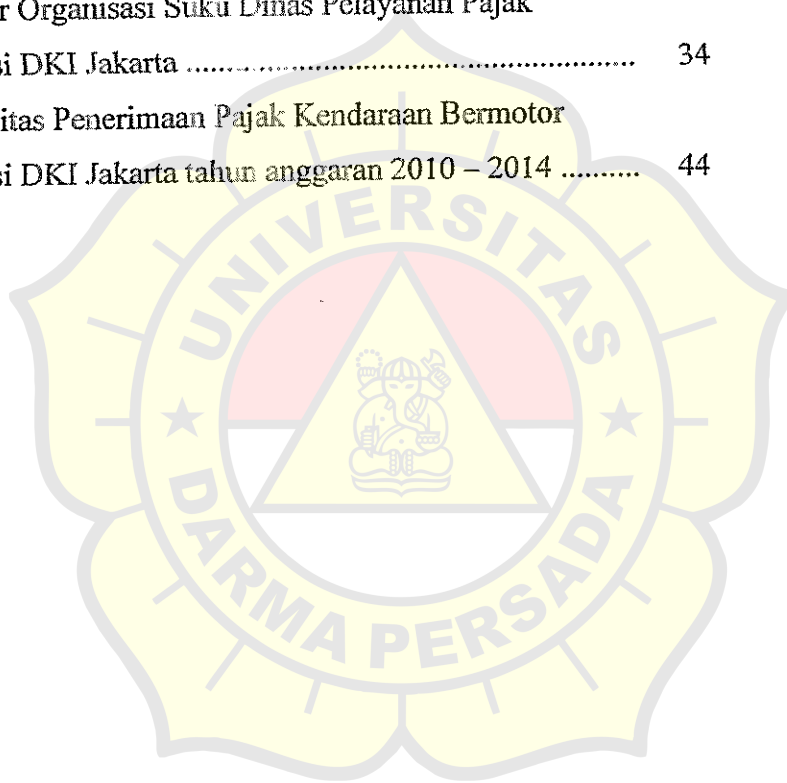 r Organisasi Suku Dinas Pelayanan Pajak
si DKI Jakarta ........................................................ 34
itas Penerimaan Pajak Kendaraan Bermotor
si DKI Jakarta tahun anggaran 2010 – 2014 .......... 44
UNIVERSITAS
DARMA PERSADA